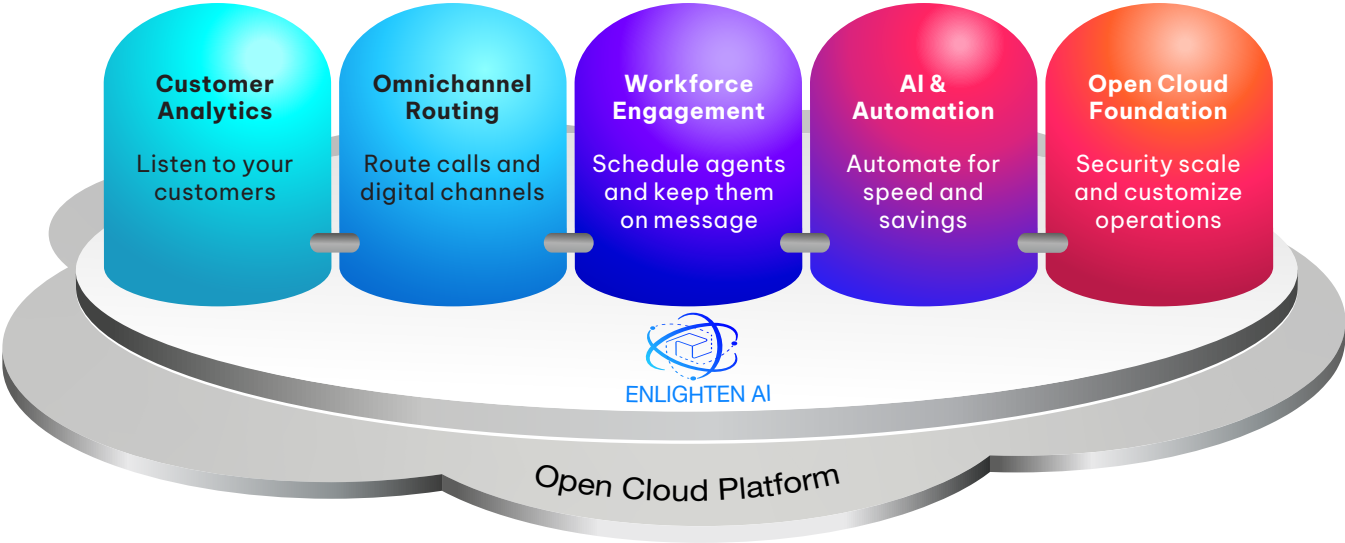 Customer
Analytics
Listen to your
customers
Omnichannel
Routing
Route calls and
digital channels
Workforce
Engagement
Schedule agents
and keep them
on message
AI &
Automation
Automate for
speed and
savings
Open Cloud
Foundation
Security scale
and customize
operations
ENLIGHTEN AI
Open Cloud Platform